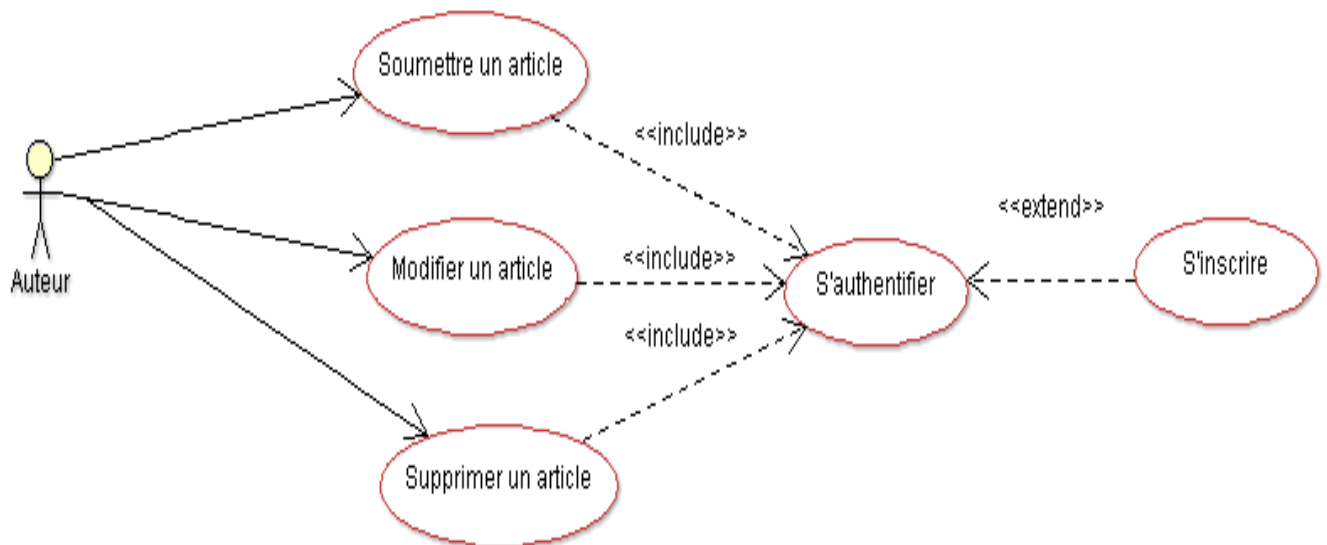 Soumettre un article
<<include>>
<<extend>>
Auteur
Modifier un article
<<include>>
S'authentifier
S'inscrire
<<include>>
Supprimer un article